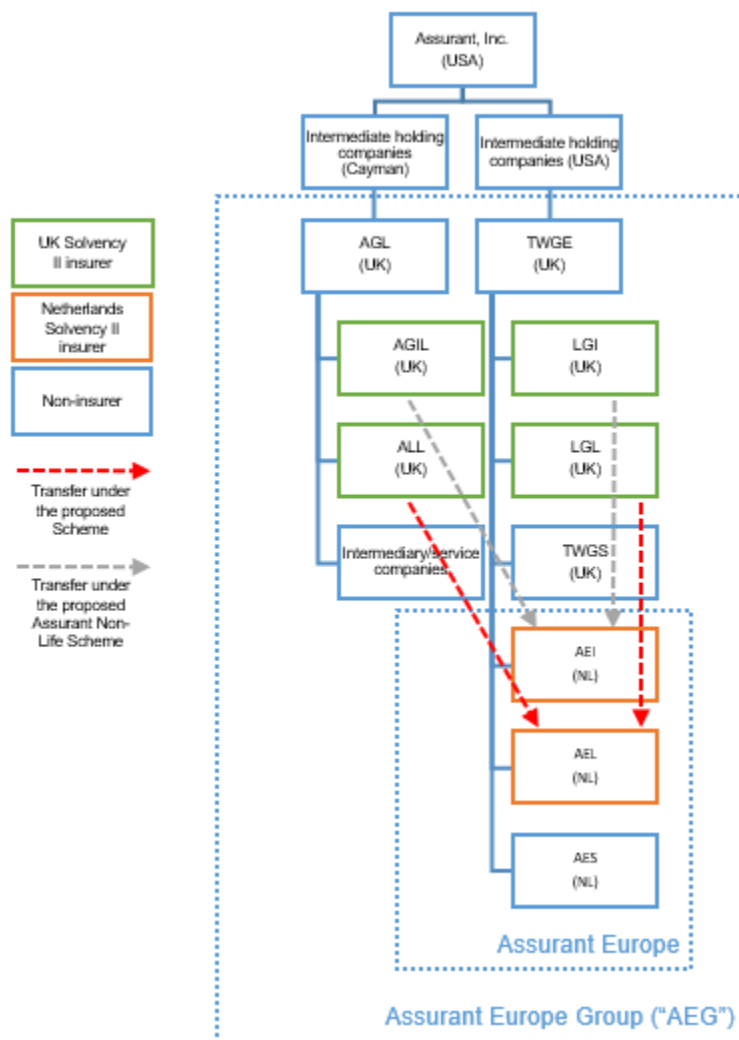 Assurant, Inc.
(USA)
Intermediate holding
companies
(Cayman)
Intermediate holding
companies (USA)
UK Solvency
II insurer
Netherlands
Solvency II
insurer
Non-insurer
Transfer under
the proposed
Scheme
Transfer under
the proposed
Assurant Non-
Life Scheme
AGL
(UK)
TWGE
(UK)
AGIL
(UK)
LGI
(UK)
ALL
(UK)
LGL
(UK)
Intermediary/service
companies
TWGS
(UK)
AEI
(NL)
AEL
(NL)
AES
(NL)
Assurant Europe
Assurant Europe Group (“AEG”)